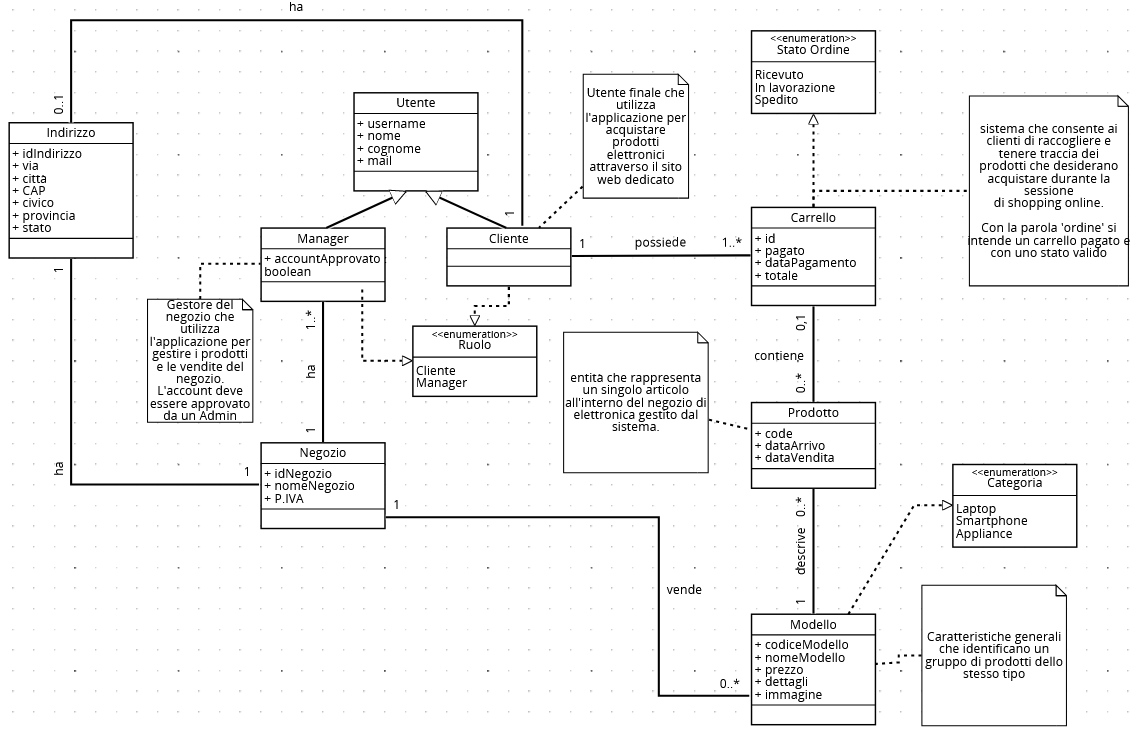 ha
<<enumeration>>
Stato Ordine
Ricevuto
In lavorazione
Spedito
0..1
Utente
+ username
+ nome
+ cognome
+ mail
Utente finale che
utilizza
l'applicazione per
acquistare
prodotti
elettronici
attraverso il sito
web dedicato
sistema che consente ai
clienti di raccogliere e
tenere traccia dei
prodotti che desiderano
acquistare durante la
sessione
di shopping online.
Con la parola 'ordine' si
intende un carrello pagato e
con uno stato valido
Indirizzo
+ idIndirizzo
+ via
+ città
+ CAP
+ civico
+ provincia
+ stato
1
1
Manager
+ accountApprovato :
boolean
Cliente
1
possiede
1..*
Carrello
+ id
+ pagato
+ dataPagamento
+ totale
Gestore del
negozio che
utilizza
l'applicazione per
gestire i prodotti
e le vendite del
negozio.
L'account deve
essere approvato
da un Admin
1..*
ha
1
<<enumeration>>
Ruolo
Cliente
Manager
0,1
contiene
0..*
entità che rappresenta
un singolo articolo
all'interno del negozio di
elettronica gestito dal
sistema.
Prodotto
+ code
+ dataArrivo
+ dataVendita
ha
1
Negozio
+ idNegozio
+ nomeNegozio
+ P.IVA
1
vende
0..*
0..*
descrive
1
<<enumeration>>
Categoria
Laptop
Smartphone
Appliance
Modello
+ codiceModello
+ nomeModello
+ prezzo
+ dettagli
+ immagine
Caratteristiche generali
che identificano un
gruppo di prodotti dello
stesso tipo